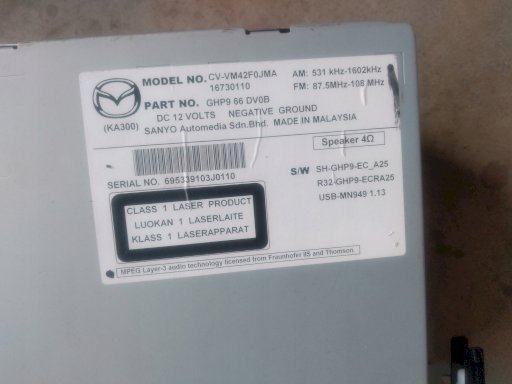 MODEL NO. CV-VM42F0JMA
16730110
AM: 531 kHz-1602kHz
FM: 87.5MHz-108 MHz
PART NO. GHP9 66 DV0B
DC 12 VOLTS NEGATIVE GROUND
(KA300)
SANYO Automedia Sdn.Bhd. MADE IN MALAYSIA
Speaker 4Ω
SERIAL NO. 695339103J0110
S/W SH-GHP9-EC_A25
R32-GHP9-ECRA25
USB-MN949 1.13
CLASS 1 LASER PRODUCT
LUOKAN 1 LASERLAITE
KLASS 1 LASERAPPARAT
MPEG Layer-3 audio technology licensed from Fraunhofer IIS and Thomson.